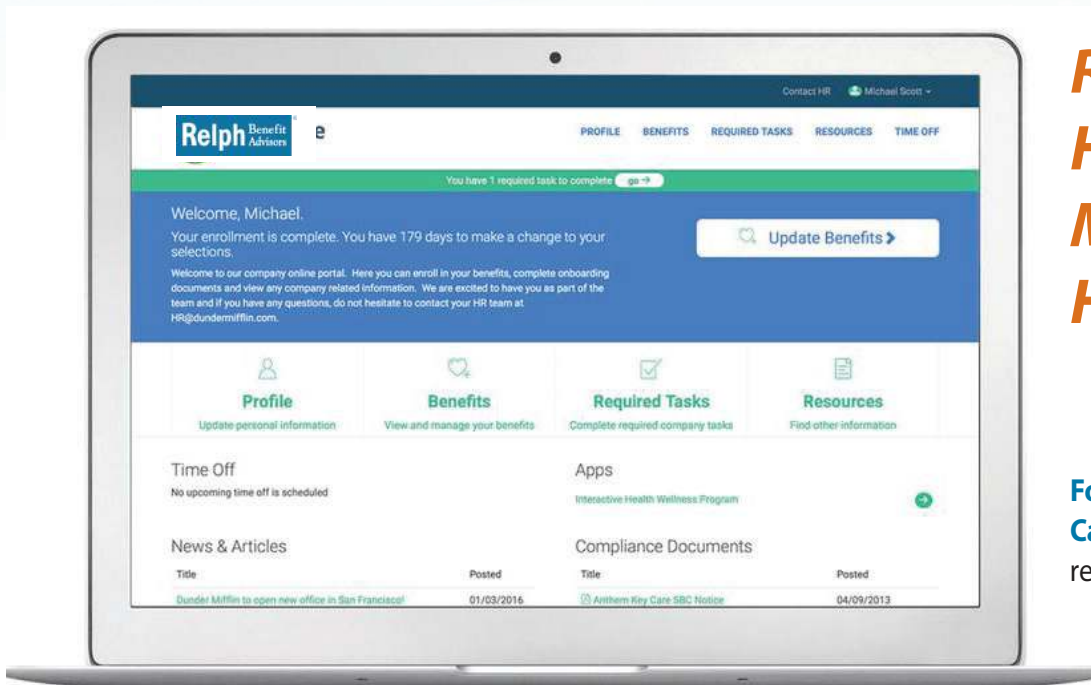 Contact HR Michael Scott
Relph Benefit Advisors e
PROFILE BENEFITS REQUIRED TASKS RESOURCES TIME OFF
You have 1 required task to complete go →
Welcome, Michael.
Your enrollment is complete. You have 179 days to make a change to your
selections.
Update Benefits
Welcome to our company online portal. Here you can enroll in your benefits, complete onboarding
documents and view any company related information. We are excited to have you as part of the
team and if you have any questions, do not hesitate to contact your HR team at
HR@dundermifflin.com.
Profile
Update personal information
Benefits
View and manage your benefits
Required Tasks
Complete required company tasks
Resources
Find other information
Time Off
No upcoming time off is scheduled
Apps
Interactive Health Wellness Program
News & Articles
Title Posted
Dunder Mifflin to open new office in San Francisco! 01/03/2016
Compliance Documents
Title Posted
Anthem Key Care SBC Notice 04/09/2013
H
Fo
Ca
re